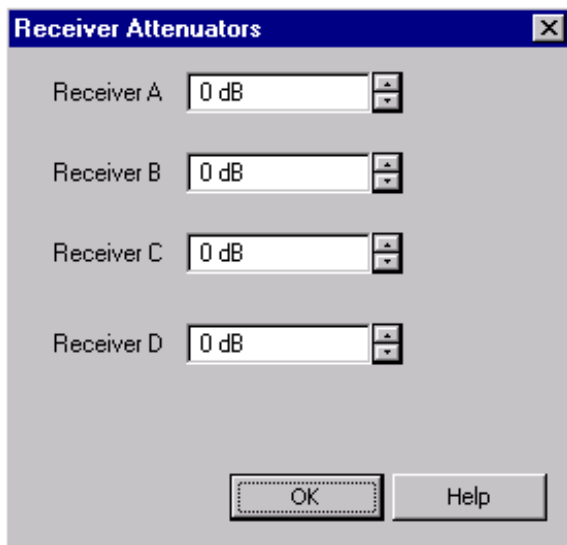 Receiver Attenuators
Receiver A 0 dB
Receiver B 0 dB
Receiver C 0 dB
Receiver D 0 dB
OK Help